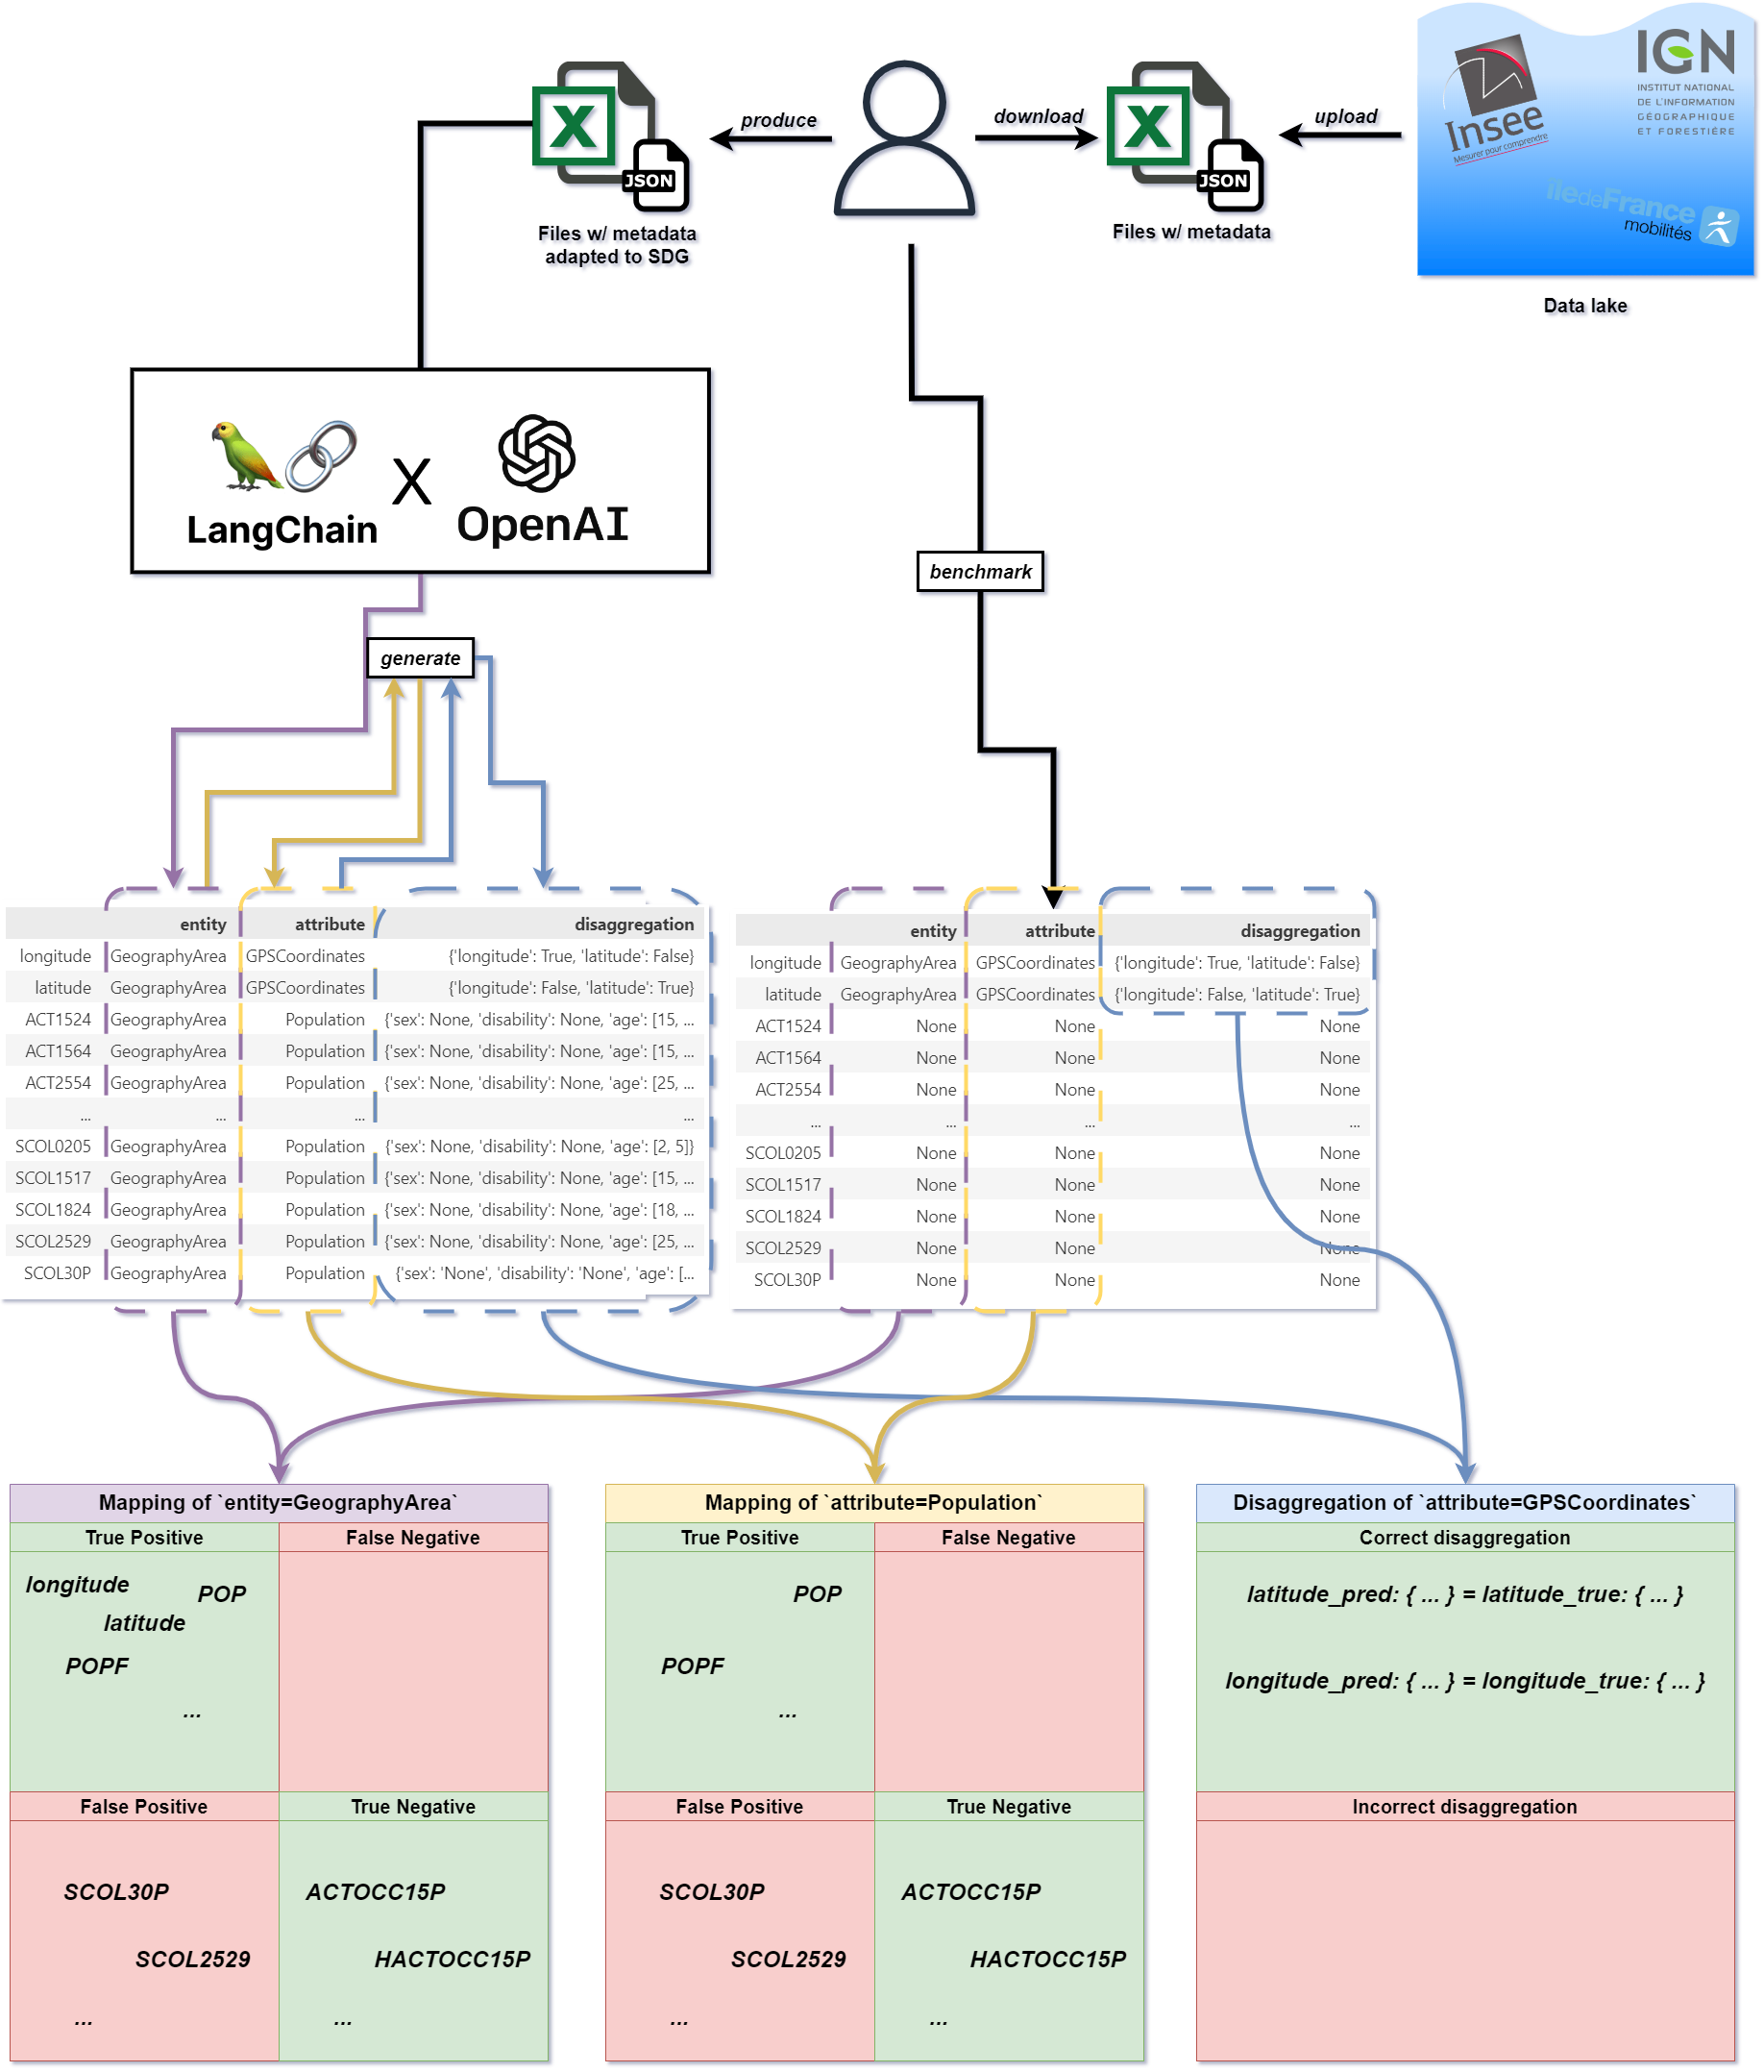 produce
download
upload
JSON
JSON
Files w/ metadata
adapted to SDG
Files w/ metadata
Insee
Mesurer pour comprendre
IGN
INSTITUT NATIONAL
DE L'INFORMATION
GÉOGRAPHIQUE
ET FORESTIÈRE
îledeFrance
mobilités
Data lake
LangChain
X
OpenAI
benchmark
generate
entity attribute disaggregation
longitude GeographyArea GPSCoordinates {'longitude': True, 'latitude': False}
latitude GeographyArea GPSCoordinates {'longitude': False, 'latitude': True}
ACT1524 GeographyArea Population {'sex': None, 'disability': None, 'age': [15, ...
ACT1564 GeographyArea Population {'sex': None, 'disability': None, 'age': [15, ...
ACT2554 GeographyArea Population {'sex': None, 'disability': None, 'age': [25, ...
... ... ... ...
SCOL0205 GeographyArea Population {'sex': None, 'disability': None, 'age': [2, 5]}
SCOL1517 GeographyArea Population {'sex': None, 'disability': None, 'age': [15, ...
SCOL1824 GeographyArea Population {'sex': None, 'disability': None, 'age': [18, ...
SCOL2529 GeographyArea Population {'sex': None, 'disability': None, 'age': [25, ...
SCOL30P GeographyArea Population {'sex': 'None', 'disability': 'None', 'age': [...
entity attribute disaggregation
longitude GeographyArea GPSCoordinates {'longitude': True, 'latitude': False}
latitude GeographyArea GPSCoordinates {'longitude': False, 'latitude': True}
ACT1524 None None None
ACT1564 None None None
ACT2554 None None None
... ... ... ...
SCOL0205 None None None
SCOL1517 None None None
SCOL1824 None None None
SCOL2529 None None None
SCOL30P None None None
Mapping of `entity=GeographyArea`
True Positive False Negative
longitude
POP
latitude
POPF
...
False Positive True Negative
SCOL30P ACTOCC15P
SCOL2529 HACTOCC15P
... ...
Mapping of `attribute=Population`
True Positive False Negative
POP
POPF
...
False Positive True Negative
SCOL30P ACTOCC15P
SCOL2529 HACTOCC15P
... ...
Disaggregation of `attribute=GPSCoordinates`
Correct disaggregation
latitude_pred: { ... } = latitude_true: { ... }
longitude_pred: { ... } = longitude_true: { ... }
Incorrect disaggregation